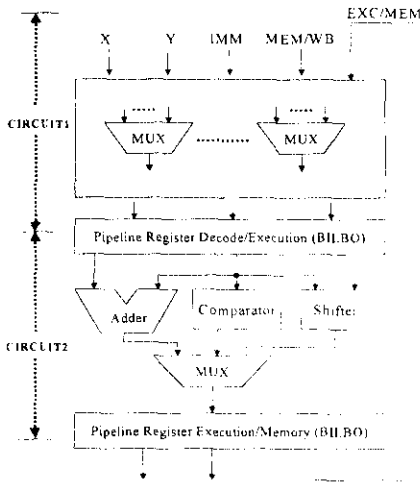 EXC/MEM
X Y IMM MEM/WB
.....
.....
MUX
.........
MUX
CIRCUIT1
Pipeline Register Decode/Execution (BILBO)
Adder
Comparator
Shifter
CIRCUIT2
MUX
Pipeline Register Execution/Memory (BILBO)